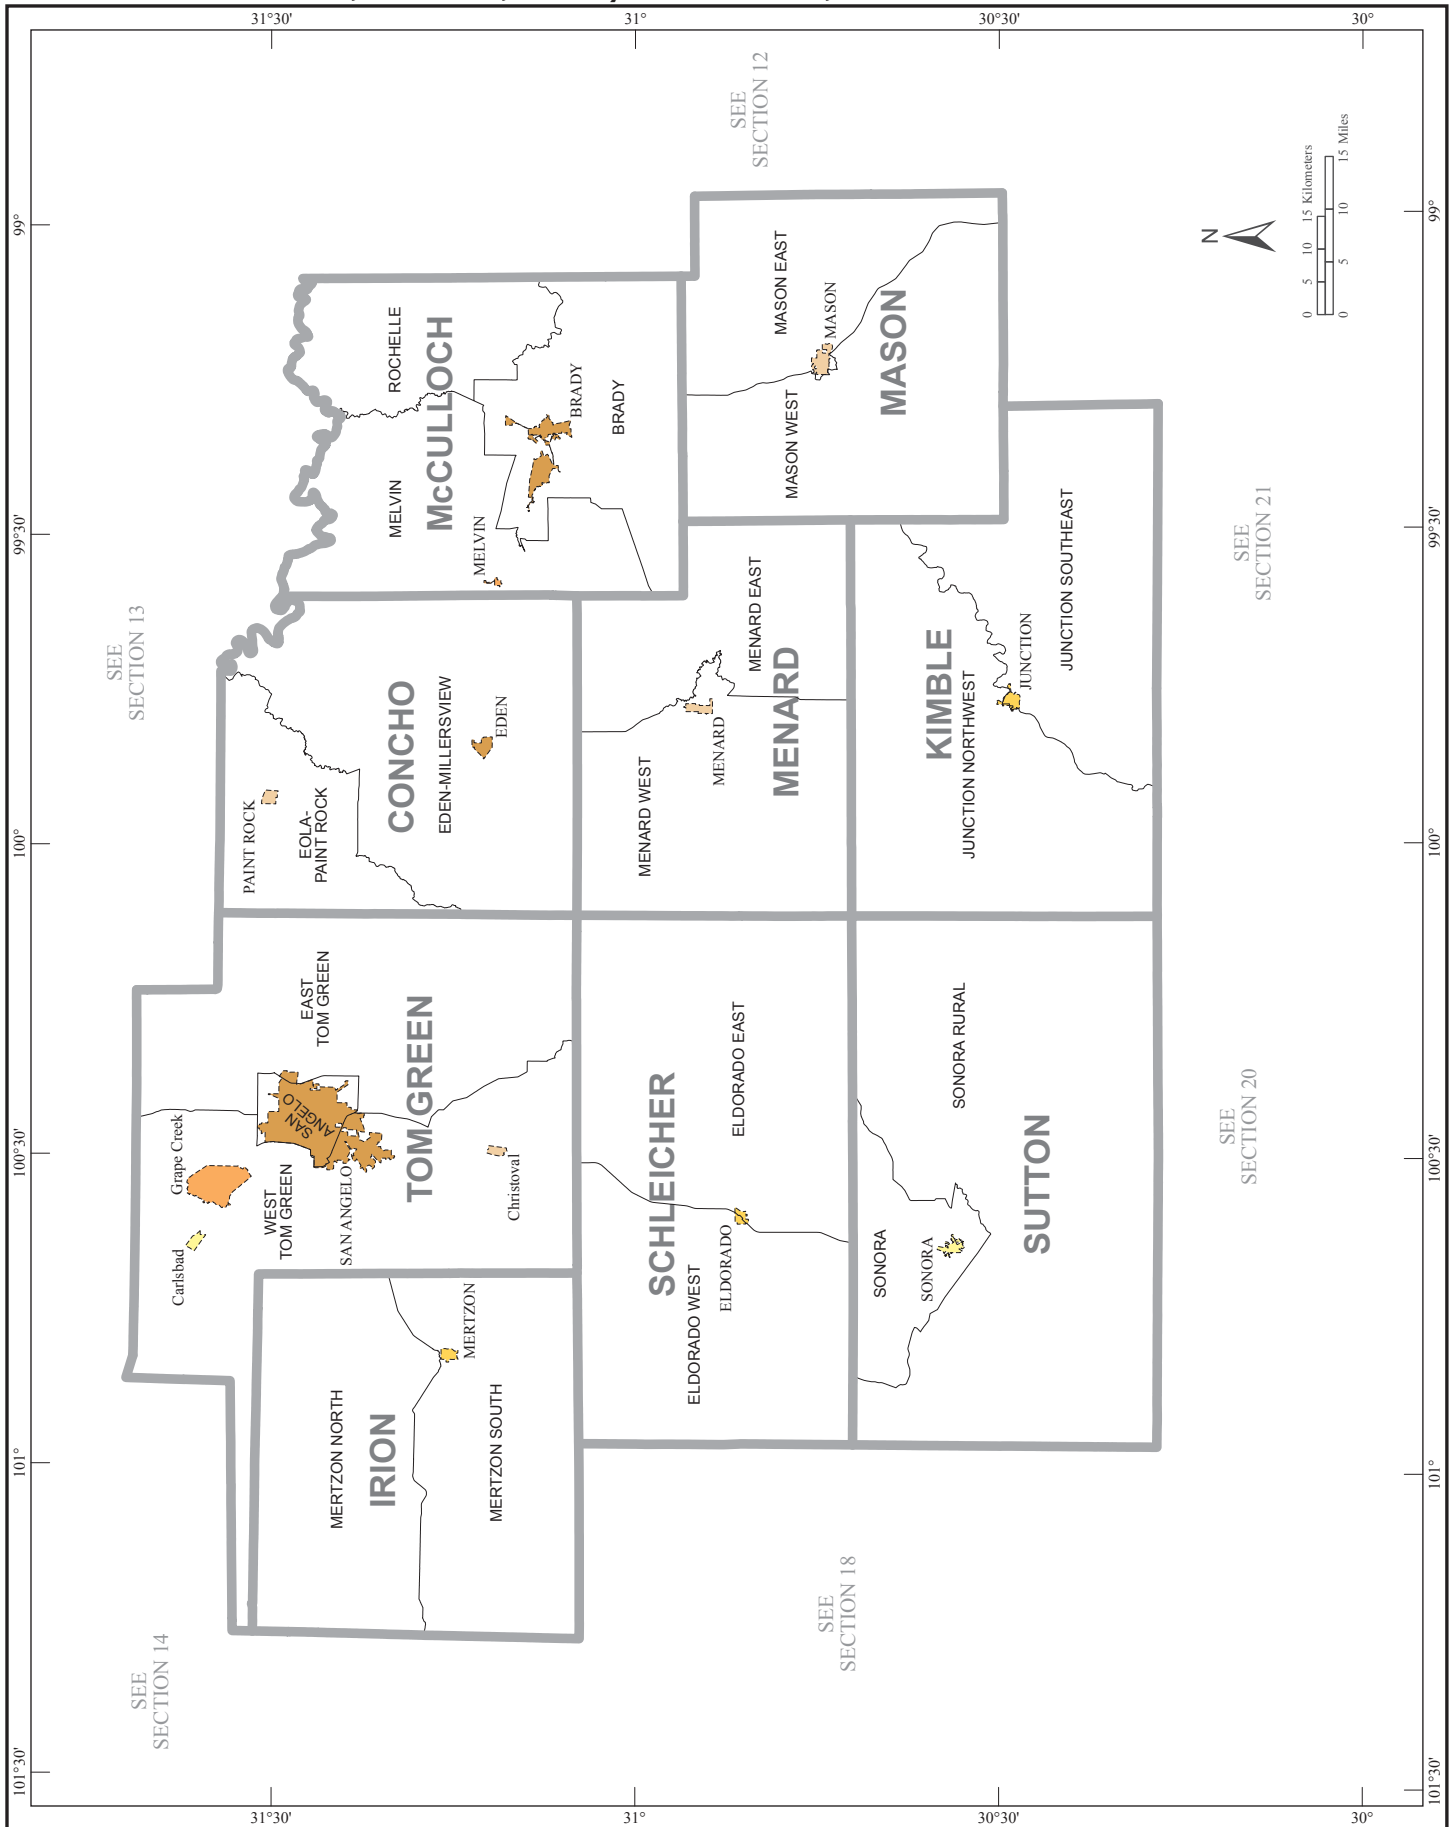 31°30'
31°
30°30'
30°
99°
99°30'
100°
100°30'
101°
101°30'
99°
99°30'
100°
100°30'
101°
101°30'
31°30'
31°
30°30'
30°
SEE
SECTION 14
SEE
SECTION 13
SEE
SECTION 12
SEE
SECTION 18
SEE
SECTION 20
SEE
SECTION 21
N
0 5 10 15 Kilometers
0 5 10 15 Miles
Carlsbad
Grape Creek
WEST
TOM GREEN
SAN
ANGELO
SAN ANGELO
EAST
TOM GREEN
TOM GREEN
Christoval
MERTZON NORTH
IRION
MERTZON
MERTZON SOUTH
PAINT ROCK
EOLA-
PAINT ROCK
CONCHO
EDEN-MILLERSVIEW
EDEN
MELVIN
ROCHELLE
McCULLOCH
MELVIN
BRADY
BRADY
SCHLEICHER
ELDORADO WEST
ELDORADO
ELDORADO EAST
MENARD WEST
MENARD
MENARD EAST
MENARD
MASON WEST
MASON EAST
MASON
MASON
SONORA
SONORA
SONORA RURAL
SUTTON
KIMBLE
JUNCTION NORTHWEST
JUNCTION
JUNCTION SOUTHEAST